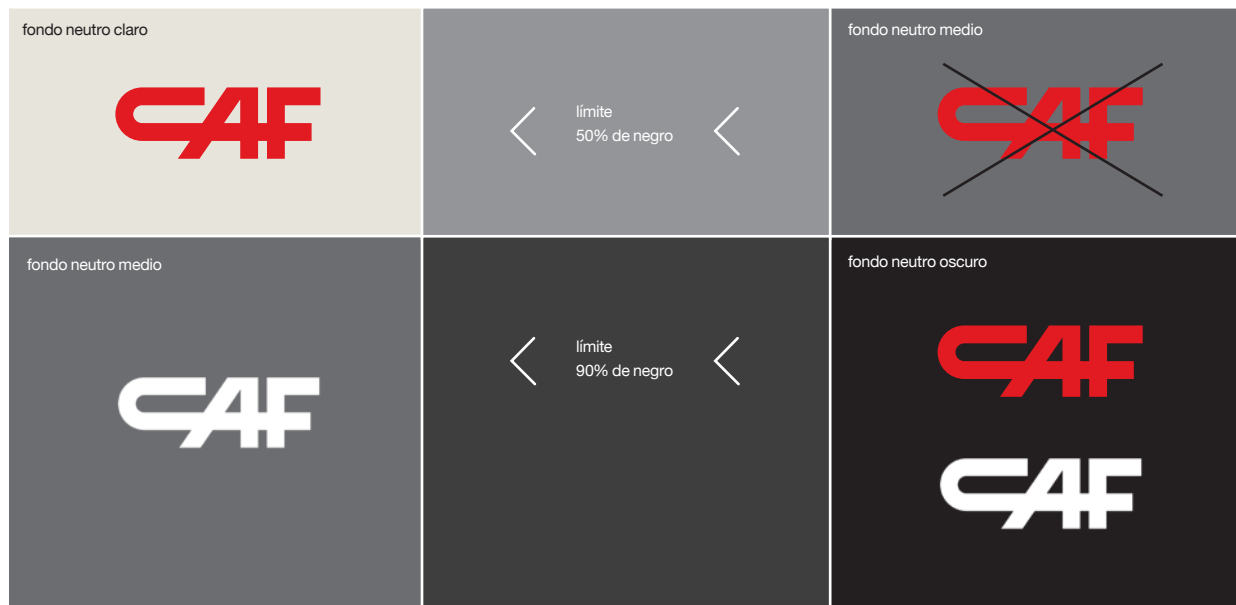 fondo neutro claro
CAF
límite
50% de negro
fondo neutro medio
CAF
fondo neutro medio
CAF
límite
90% de negro
fondo neutro oscuro
CAF
CAF